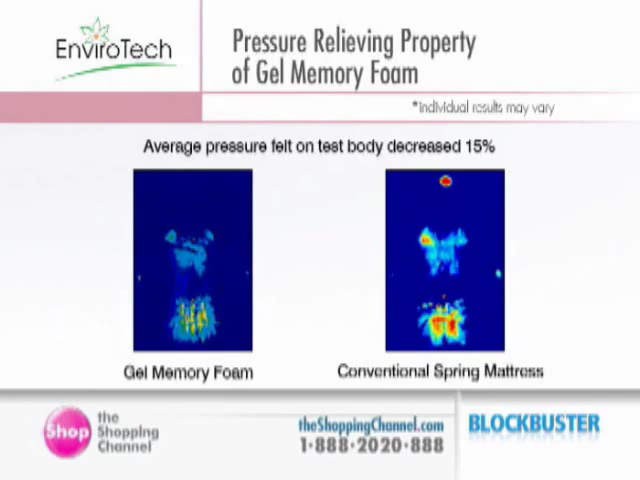 EnviroTech
Pressure Relieving Property
of Gel Memory Foam
*individual results may vary
Average pressure felt on test body decreased 15%
Gel Memory Foam
Conventional Spring Mattress
Shop
the
Shopping
Channel
theShoppingChannel.com
1•888•2020•888
BLOCKBUSTER